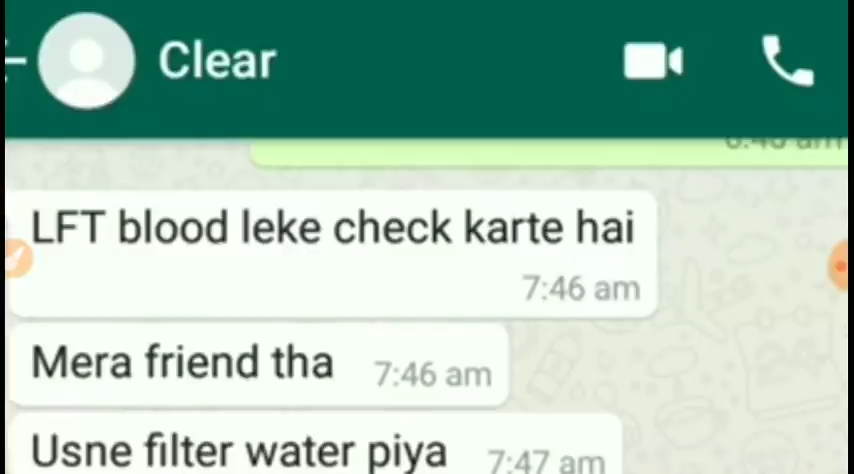 Clear
LFT blood leke check karte hai
7:46 am
Mera friend tha 7:46 am
Usne filter water piya 7:47 am